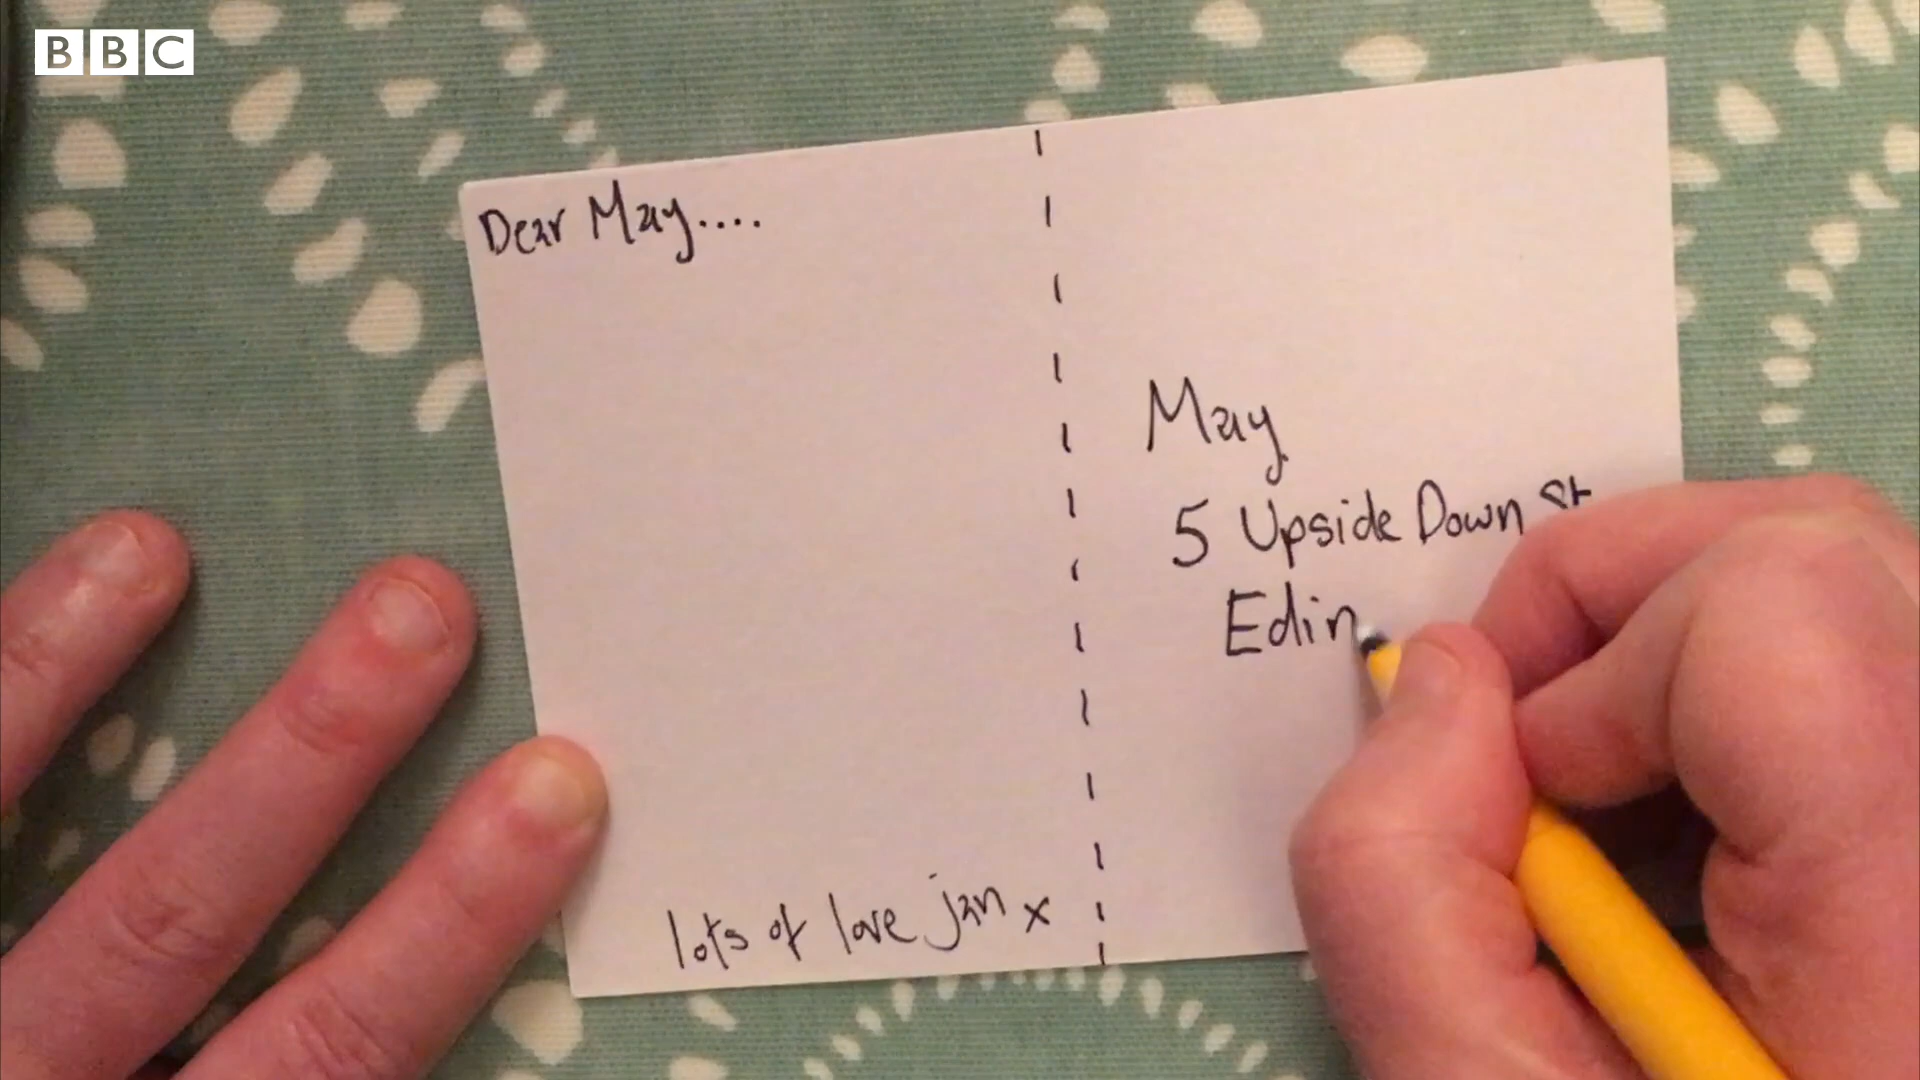 BBC
Dear May....
lots of love jan x
May
5 Upside Down St
Edin